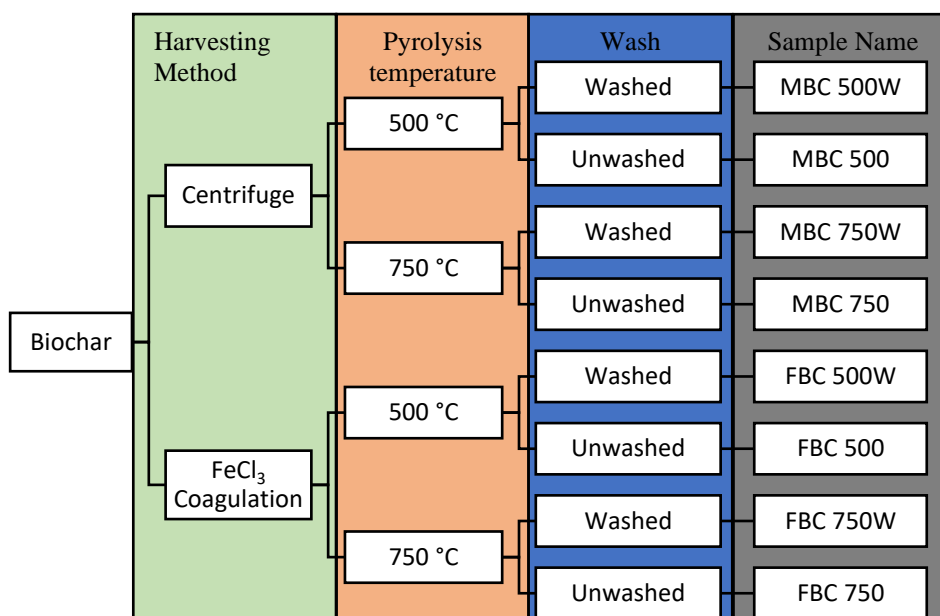 Harvesting
Method
Pyrolysis
temperature
Wash
Sample Name
Biochar
Centrifuge
FeCl₃
Coagulation
500 °C
750 °C
500 °C
750 °C
Washed
Unwashed
Washed
Unwashed
Washed
Unwashed
Washed
Unwashed
MBC 500W
MBC 500
MBC 750W
MBC 750
FBC 500W
FBC 500
FBC 750W
FBC 750